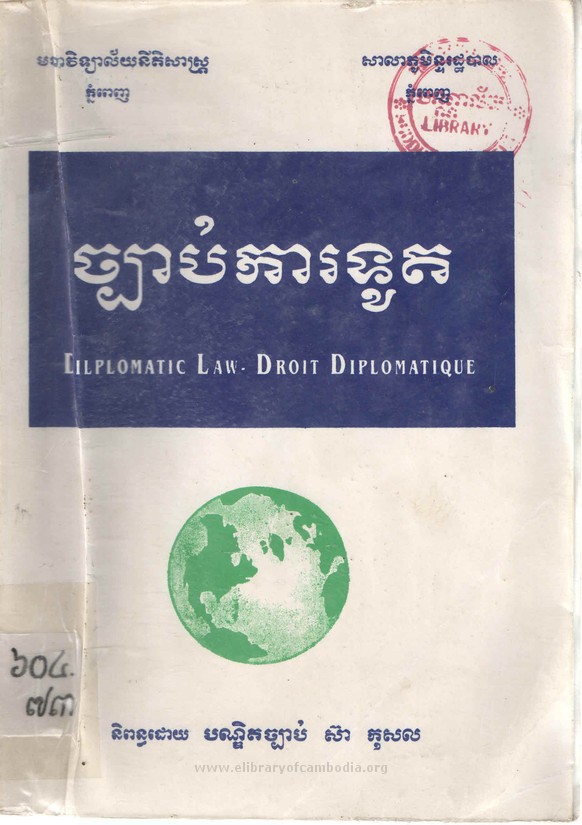 មហាវិទ្យាល័យនីតិសាស្ត្រ
ភ្នំពេញ
សាលាភូមិន្ទរដ្ឋបាល
ភ្នំពេញ
LIBRARY
ច្បាប់ការទូត
DILPLOMATIC LAW- DROIT DIPLOMATIQUE
៦០៤.
៧៣
និពន្ធដោយ បណ្ឌិតច្បាប់ ស៊ា កុសល
www.elibraryofcambodia.org